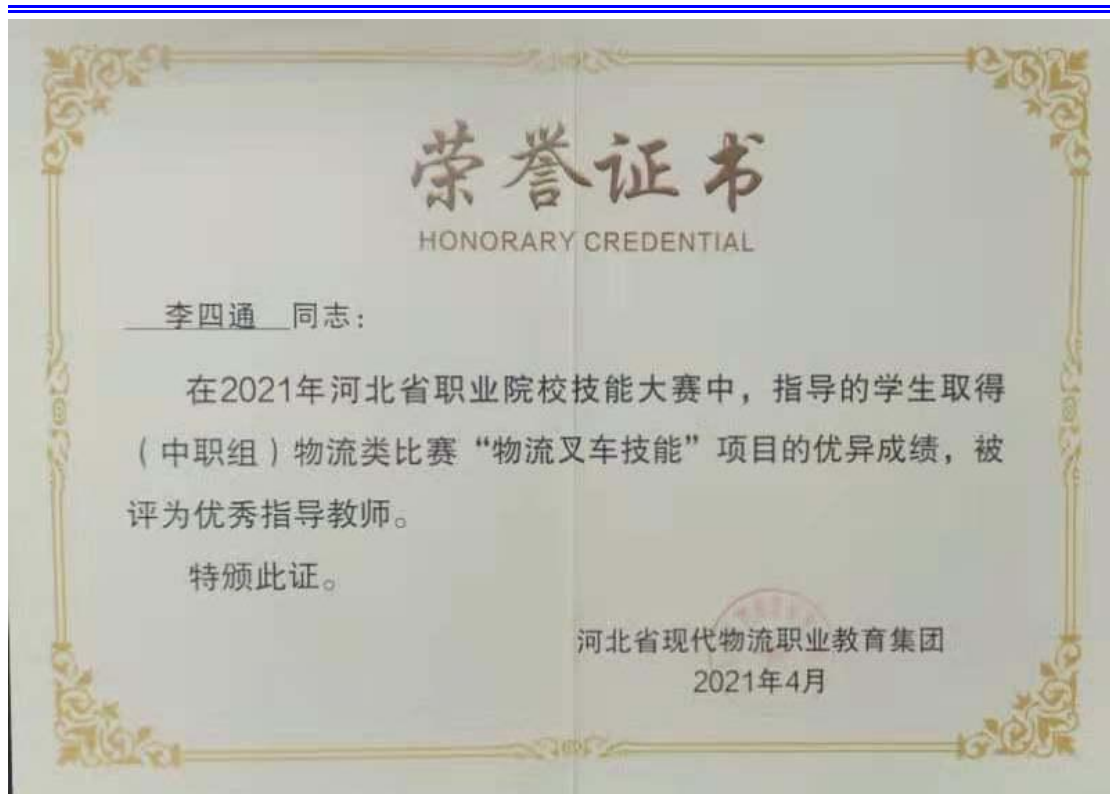 荣誉证书
HONORARY CREDENTIAL
李四通 同志：
在2021年河北省职业院校技能大赛中，指导的学生取得
（中职组）物流类比赛“物流叉车技能”项目的优异成绩，被
评为优秀指导教师。
特颁此证。
河北省现代物流职业教育集团
2021年4月